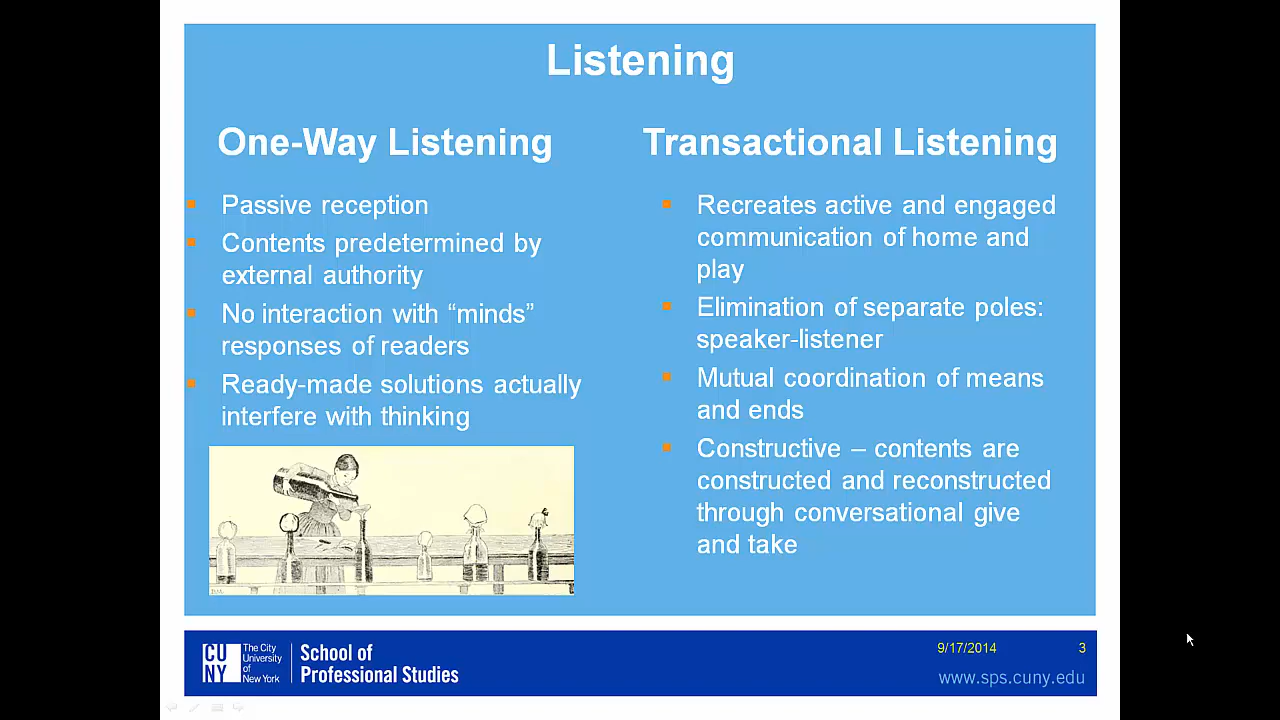 Listening
One-Way Listening
Passive reception
Contents predetermined by
external authority
No interaction with “minds”
responses of readers
Ready-made solutions actually
interfere with thinking
Transactional Listening
Recreates active and engaged
communication of home and
play
Elimination of separate poles:
speaker-listener
Mutual coordination of means
and ends
Constructive – contents are
constructed and reconstructed
through conversational give
and take
CU
NY
The City
University
of
New York
School of
Professional Studies
9/17/2014
3
www.sps.cuny.edu